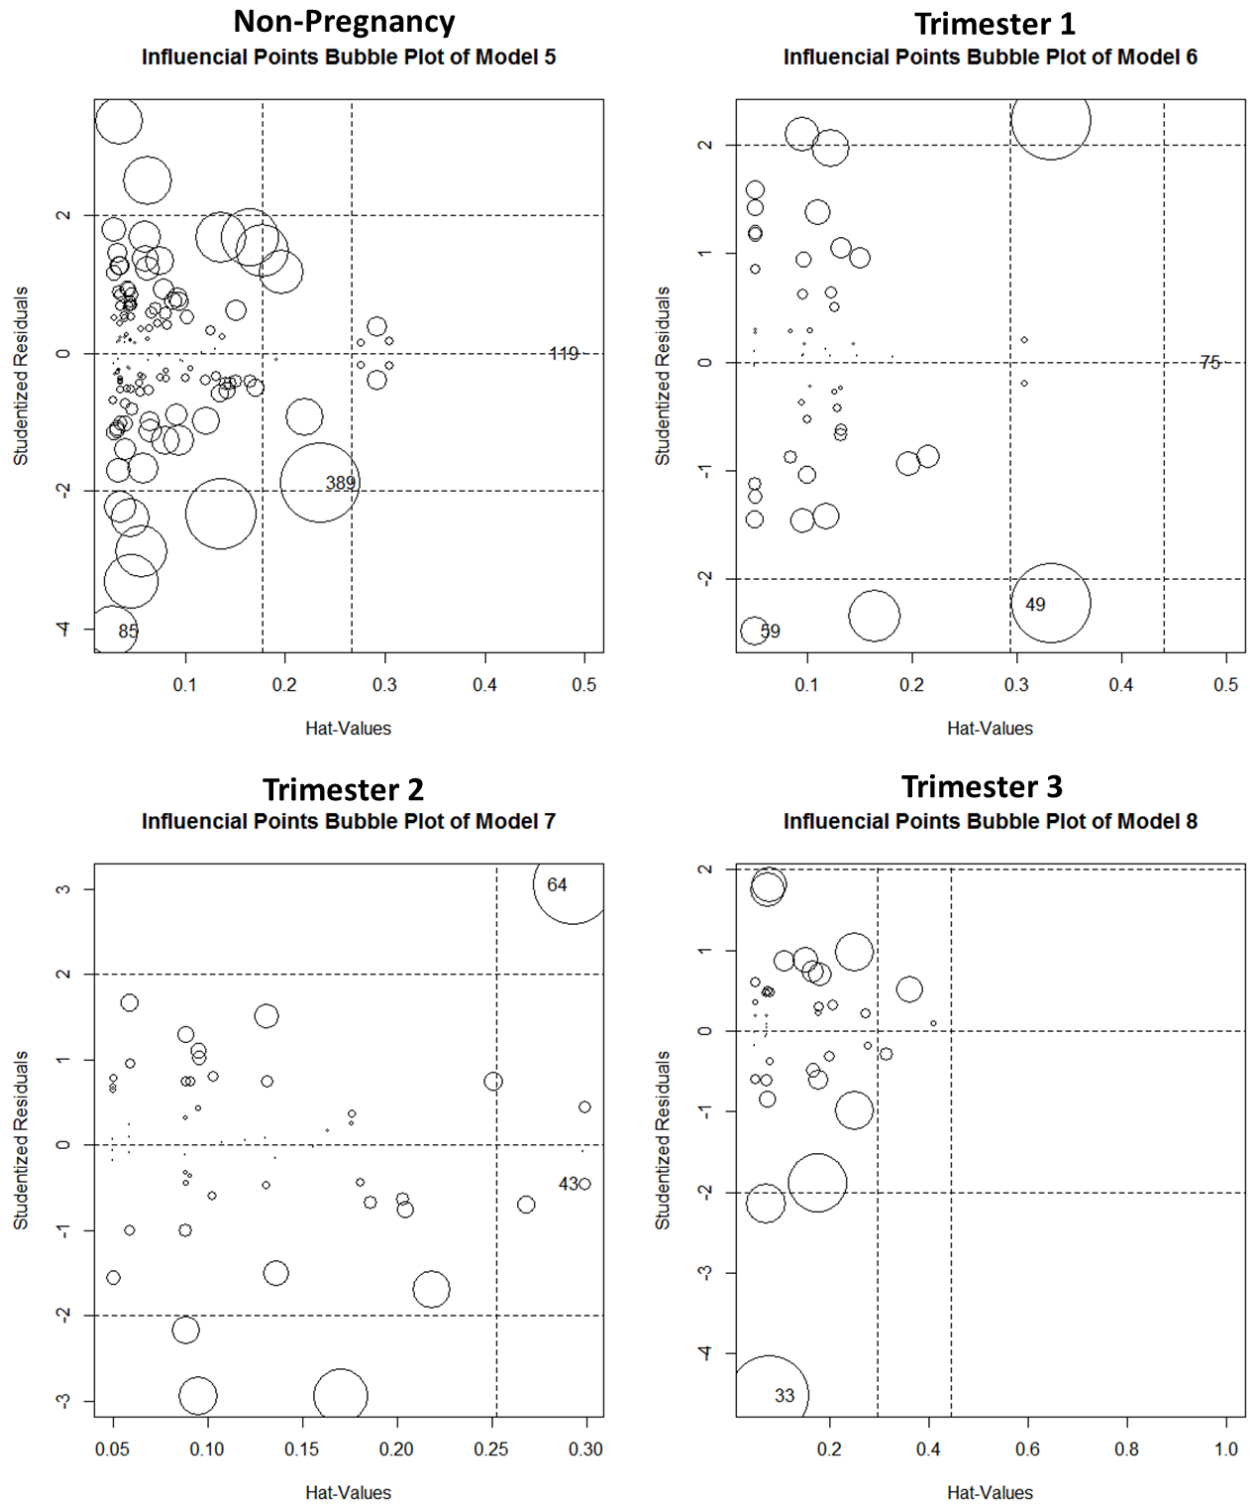 Non-Pregnancy
Influencial Points Bubble Plot of Model 5
Studentized Residuals
2
0
-2
-4
119
389
85
0.1 0.2 0.3 0.4 0.5
Hat-Values
Trimester 1
Influencial Points Bubble Plot of Model 6
Studentized Residuals
2
1
0
-1
-2
75
49
59
0.1 0.2 0.3 0.4 0.5
Hat-Values
Trimester 2
Influencial Points Bubble Plot of Model 7
Studentized Residuals
3
2
1
0
-1
-2
-3
64
43
0.05 0.10 0.15 0.20 0.25 0.30
Hat-Values
Trimester 3
Influencial Points Bubble Plot of Model 8
Studentized Residuals
2
1
0
-1
-2
-3
-4
33
0.2 0.4 0.6 0.8 1.0
Hat-Values